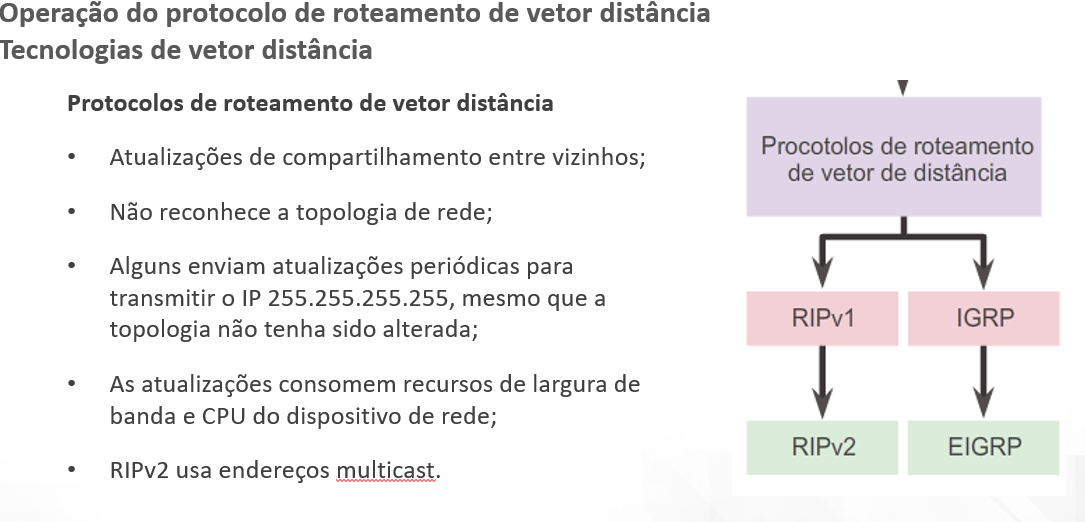 Operação do protocolo de roteamento de vetor distância
Tecnologias de vetor distância
Protocolos de roteamento de vetor distância
• Atualizações de compartilhamento entre vizinhos;
• Não reconhece a topologia de rede;
• Alguns enviam atualizações periódicas para
transmitir o IP 255.255.255.255, mesmo que a
topologia não tenha sido alterada;
• As atualizações consomem recursos de largura de
banda e CPU do dispositivo de rede;
• RIPv2 usa endereços multicast.
Procotolos de roteamento
de vetor de distância
RIPv1
IGRP
RIPv2
EIGRP